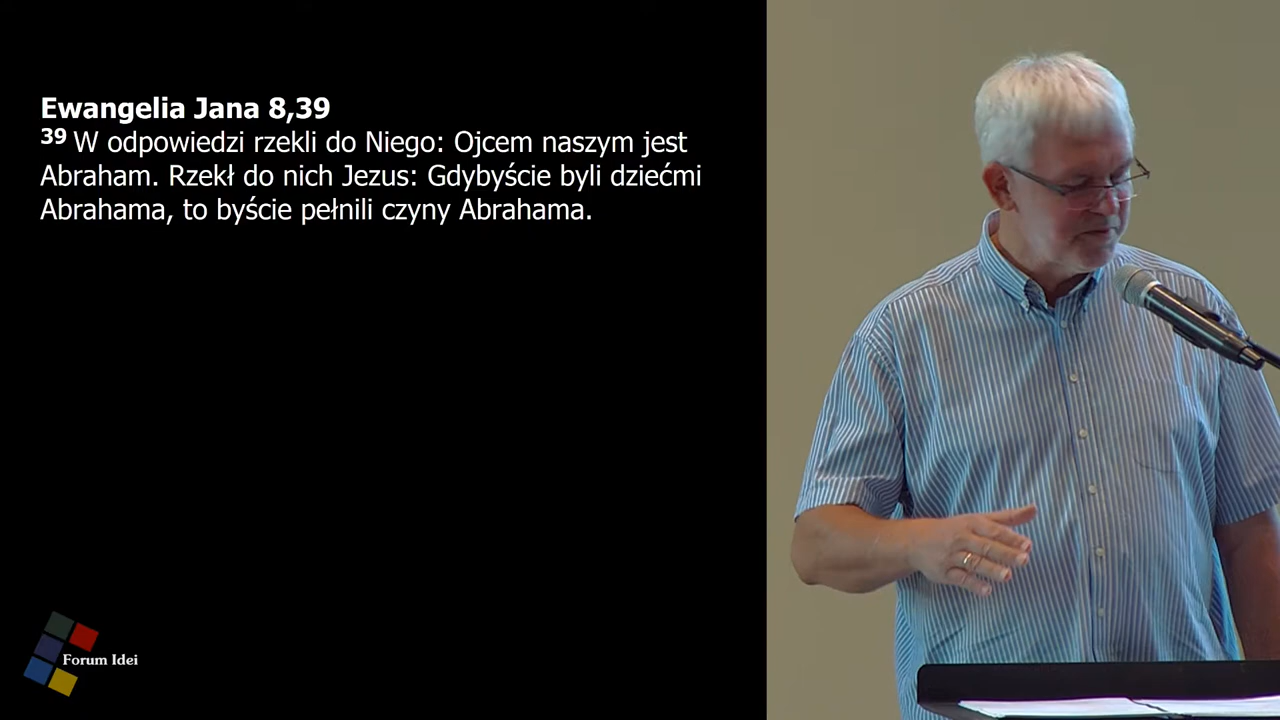 Ewangelia Jana 8,39
39 W odpowiedzi rzekli do Niego: Ojcem naszym jest
Abraham. Rzekł do nich Jezus: Gdybyście byli dziećmi
Abrahama, to byście pełnili czyny Abrahama.
Forum Idei